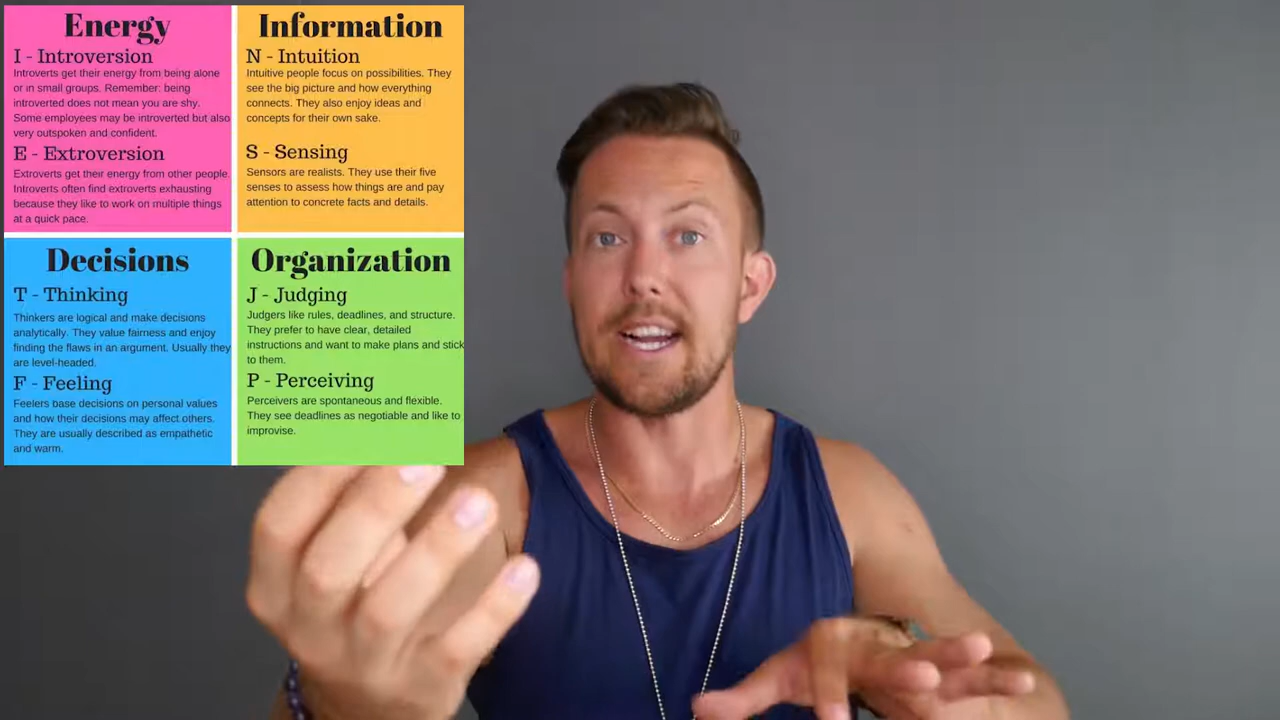 Energy
I - Introversion
Introverts get their energy from being alone
or in small groups. Remember: being
introverted does not mean you are shy.
Some employees may be introverted but also
very outspoken and confident.
E - Extroversion
Extroverts get their energy from other people.
Introverts often find extroverts exhausting
because they like to work on multiple things
at a quick pace.
Information
N - Intuition
Intuitive people focus on possibilities. They
see the big picture and how everything
connects. They also enjoy ideas and
concepts for their own sake.
S - Sensing
Sensors are realists. They use their five
senses to assess how things are and pay
attention to concrete facts and details.
Decisions
T - Thinking
Thinkers are logical and make decisions
analytically. They value fairness and enjoy
finding the flaws in an argument. Usually they
are level-headed.
F - Feeling
Feelers base decisions on personal values
and how their decisions may affect others.
They are usually described as empathetic
and warm.
Organization
J - Judging
Judgers like rules, deadlines, and structure.
They prefer to have clear, detailed
instructions and want to make plans and stick
to them.
P - Perceiving
Perceivers are spontaneous and flexible.
They see deadlines as negotiable and like to
improvise.